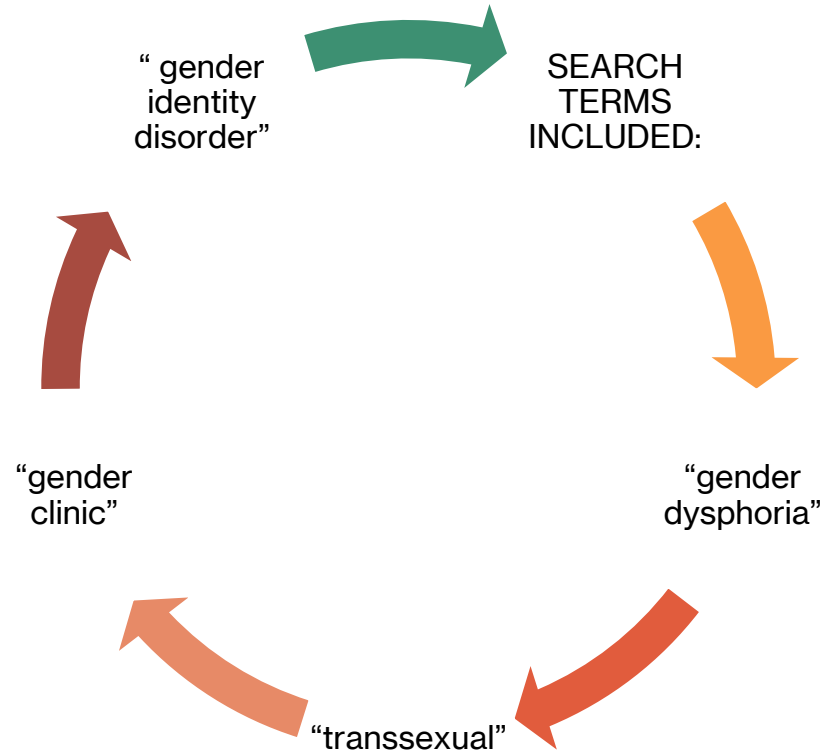 SEARCH
TERMS
INCLUDED:
“gender
dysphoria”
“transsexual”
“gender
clinic”
“ gender
identity
disorder”